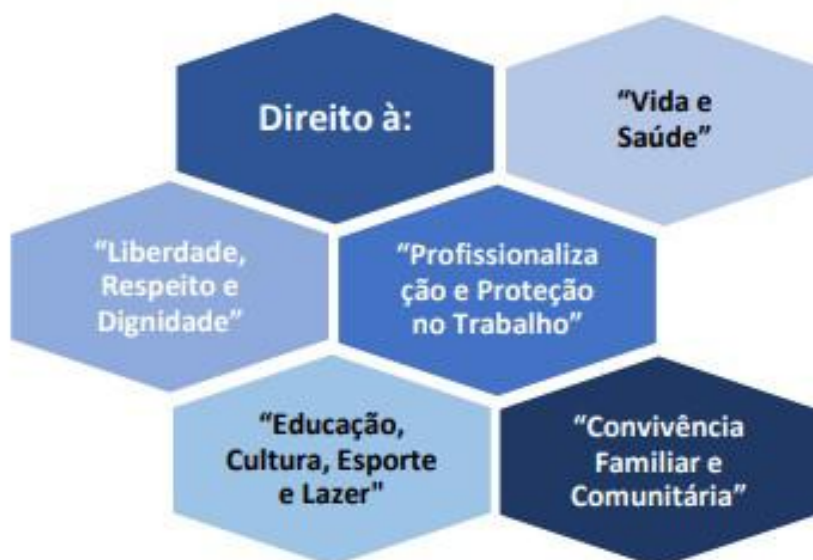 Direito à:
“Vida e
Saúde”
“Liberdade,
Respeito e
Dignidade”
“Profissionaliza
ção e Proteção
no Trabalho”
“Educação,
Cultura, Esporte
e Lazer"
“Convivência
Familiar e
Comunitária”